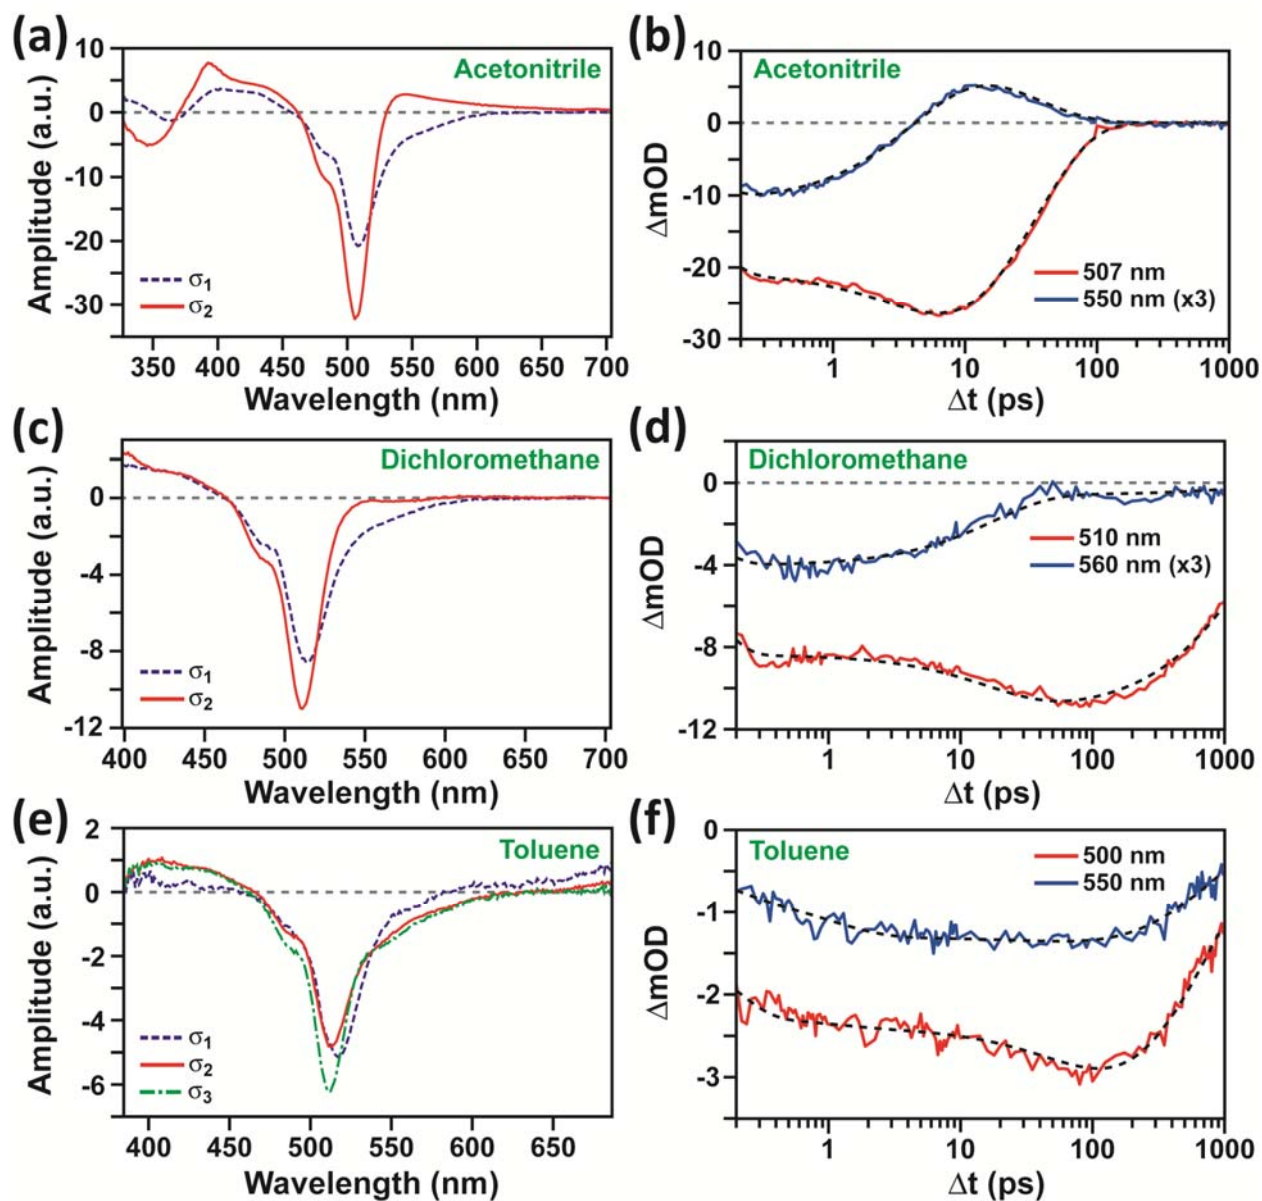 (a)
10
0
-10
-20
-30
Amplitude (a.u.)
Acetonitrile
σ1
σ2
350 400 450 500 550 600 650 700
Wavelength (nm)
(b)
10
0
-10
-20
-30
ΔmOD
Acetonitrile
507 nm
550 nm (x3)
1 10 100 1000
Δt (ps)
(c)
0
-4
-8
-12
Amplitude (a.u.)
Dichloromethane
σ1
σ2
400 450 500 550 600 650 700
Wavelength (nm)
(d)
0
-4
-8
-12
ΔmOD
Dichloromethane
510 nm
560 nm (x3)
1 10 100 1000
Δt (ps)
(e)
2
0
-2
-4
-6
Amplitude (a.u.)
Toluene
σ1
σ2
σ3
400 450 500 550 600 650
Wavelength (nm)
(f)
0
-1
-2
-3
ΔmOD
Toluene
500 nm
550 nm
1 10 100 1000
Δt (ps)